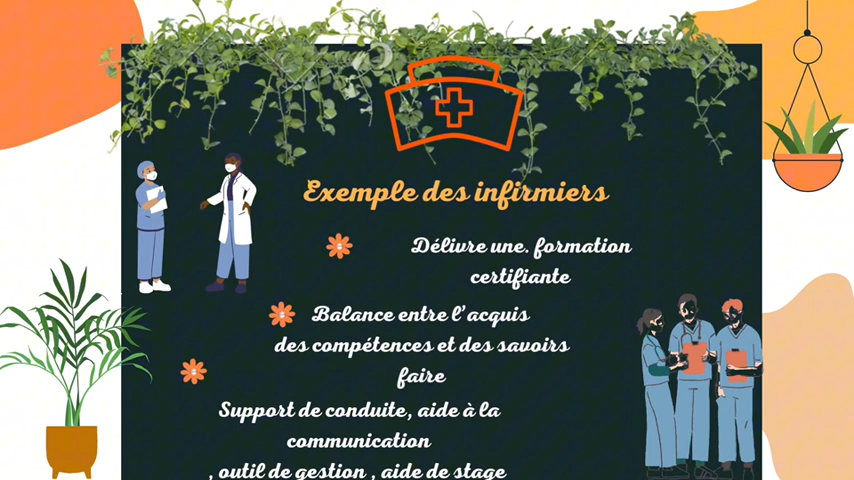 Exemple des infirmiers
Délivre une. formation
certifiante
Balance entre l'acquis
des compétences et des savoirs
faire
Support de conduite, aide à la
communication
, outil de gestion , aide de stage